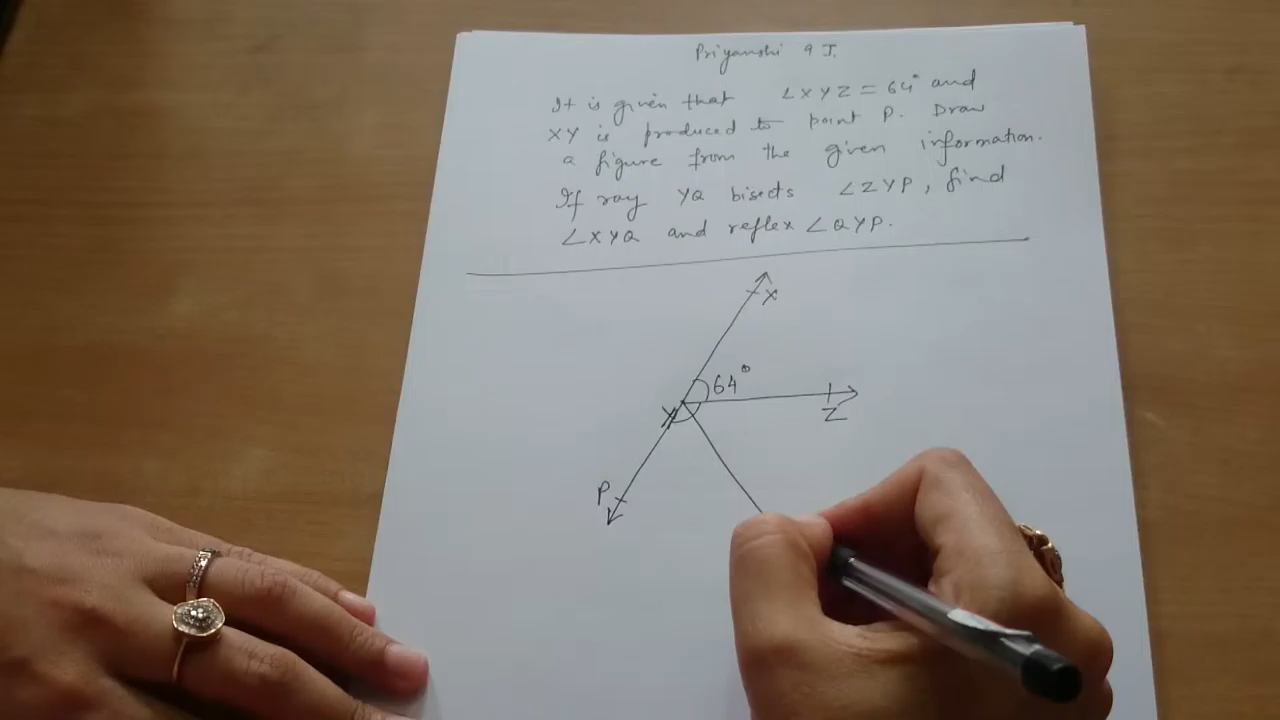 Priyanshi 9 J.
It is given that ∠XYZ = 64° and
XY is produced to point P. Draw
a figure from the given information.
If ray YQ bisects ∠ZYP, find
∠XYQ and reflex ∠QYP.
X
64°
Y
Z
P